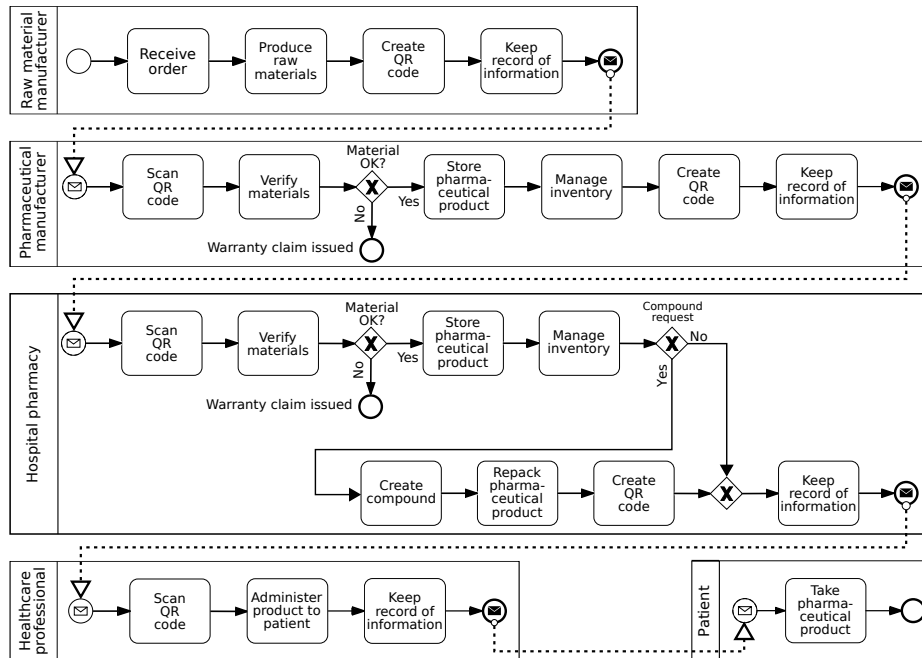 Raw material
manufacturer
Receive
order
Produce
raw
materials
Create
QR
code
Keep
record of
information
Pharmaceutical
manufacturer
Scan
QR
code
Verify
materials
Material
OK?
Yes
No
Warranty claim issued
Store
pharma-
ceutical
product
Manage
inventory
Create
QR
code
Keep
record of
information
Hospital pharmacy
Scan
QR
code
Verify
materials
Material
OK?
Yes
No
Warranty claim issued
Store
pharma-
ceutical
product
Manage
inventory
Compound
request
No
Yes
Create
compound
Repack
pharma-
ceutical
product
Create
QR
code
Keep
record of
information
Healthcare
professional
Scan
QR
code
Administer
product to
patient
Keep
record of
information
Patient
Take
pharma-
ceutical
product